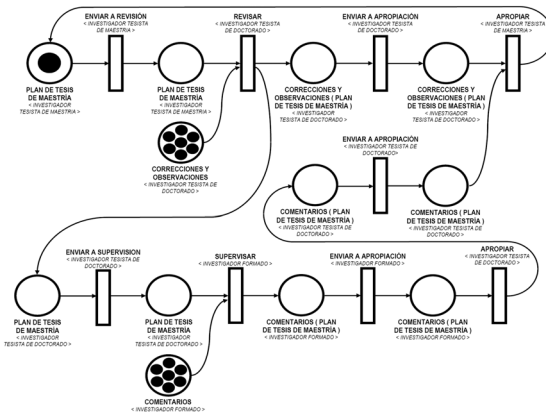 ENVIAR A REVISIÓN
< INVESTIGADOR TESISTA
DE MAESTRIA >
REVISAR
< INVESTIGADOR TESISTA
DE DOCTORADO >
ENVIAR A APROPIACIÓN
< INVESTIGADOR TESISTA
DE DOCTORADO >
APROPIAR
< INVESTIGADOR TESISTA
DE MAESTRIA >
PLAN DE TESIS
DE MAESTRÍA
< INVESTIGADOR
TESISTA DE MAESTRIA >
PLAN DE TESIS
DE MAESTRÍA
< INVESTIGADOR
TESISTA DE MAESTRIA >
CORRECCIONES Y
OBSERVACIONES ( PLAN
DE TESIS DE MAESTRÍA )
< INVESTIGADOR
TESISTA DE DOCTORADO >
CORRECCIONES Y
OBSERVACIONES ( PLAN
DE TESIS DE MAESTRÍA )
< INVESTIGADOR
TESISTA DE DOCTORADO >
CORRECCIONES Y
OBSERVACIONES
< INVESTIGADOR TESISTA DE
DOCTORADO >
ENVIAR A APROPIACIÓN
< INVESTIGADOR TESISTA DE
DOCTORADO>
COMENTARIOS ( PLAN
DE TESIS DE MAESTRÍA )
< INVESTIGADOR TESISTA
DE DOCTORADO >
COMENTARIOS ( PLAN
DE TESIS DE MAESTRÍA )
< INVESTIGADOR TESISTA
DE DOCTORADO >
ENVIAR A SUPERVISION
< INVESTIGADOR TESISTA DE
DOCTORADO >
SUPERVISAR
< INVESTIGADOR FORMADO >
ENVIAR A APROPIACIÓN
< INVESTIGADOR FORMADO >
APROPIAR
< INVESTIGADOR TESISTA
DE DOCTORADO >
PLAN DE TESIS
DE MAESTRÍA
< INVESTIGADOR
TESISTA DE DOCTORADO >
PLAN DE TESIS
DE MAESTRÍA
< INVESTIGADOR
TESISTA DE DOCTORADO >
COMENTARIOS ( PLAN
DE TESIS DE MAESTRÍA )
< INVESTIGADOR FORMADO >
COMENTARIOS ( PLAN
DE TESIS DE MAESTRÍA )
< INVESTIGADOR FORMADO >
COMENTARIOS
< INVESTIGADOR FORMADO >